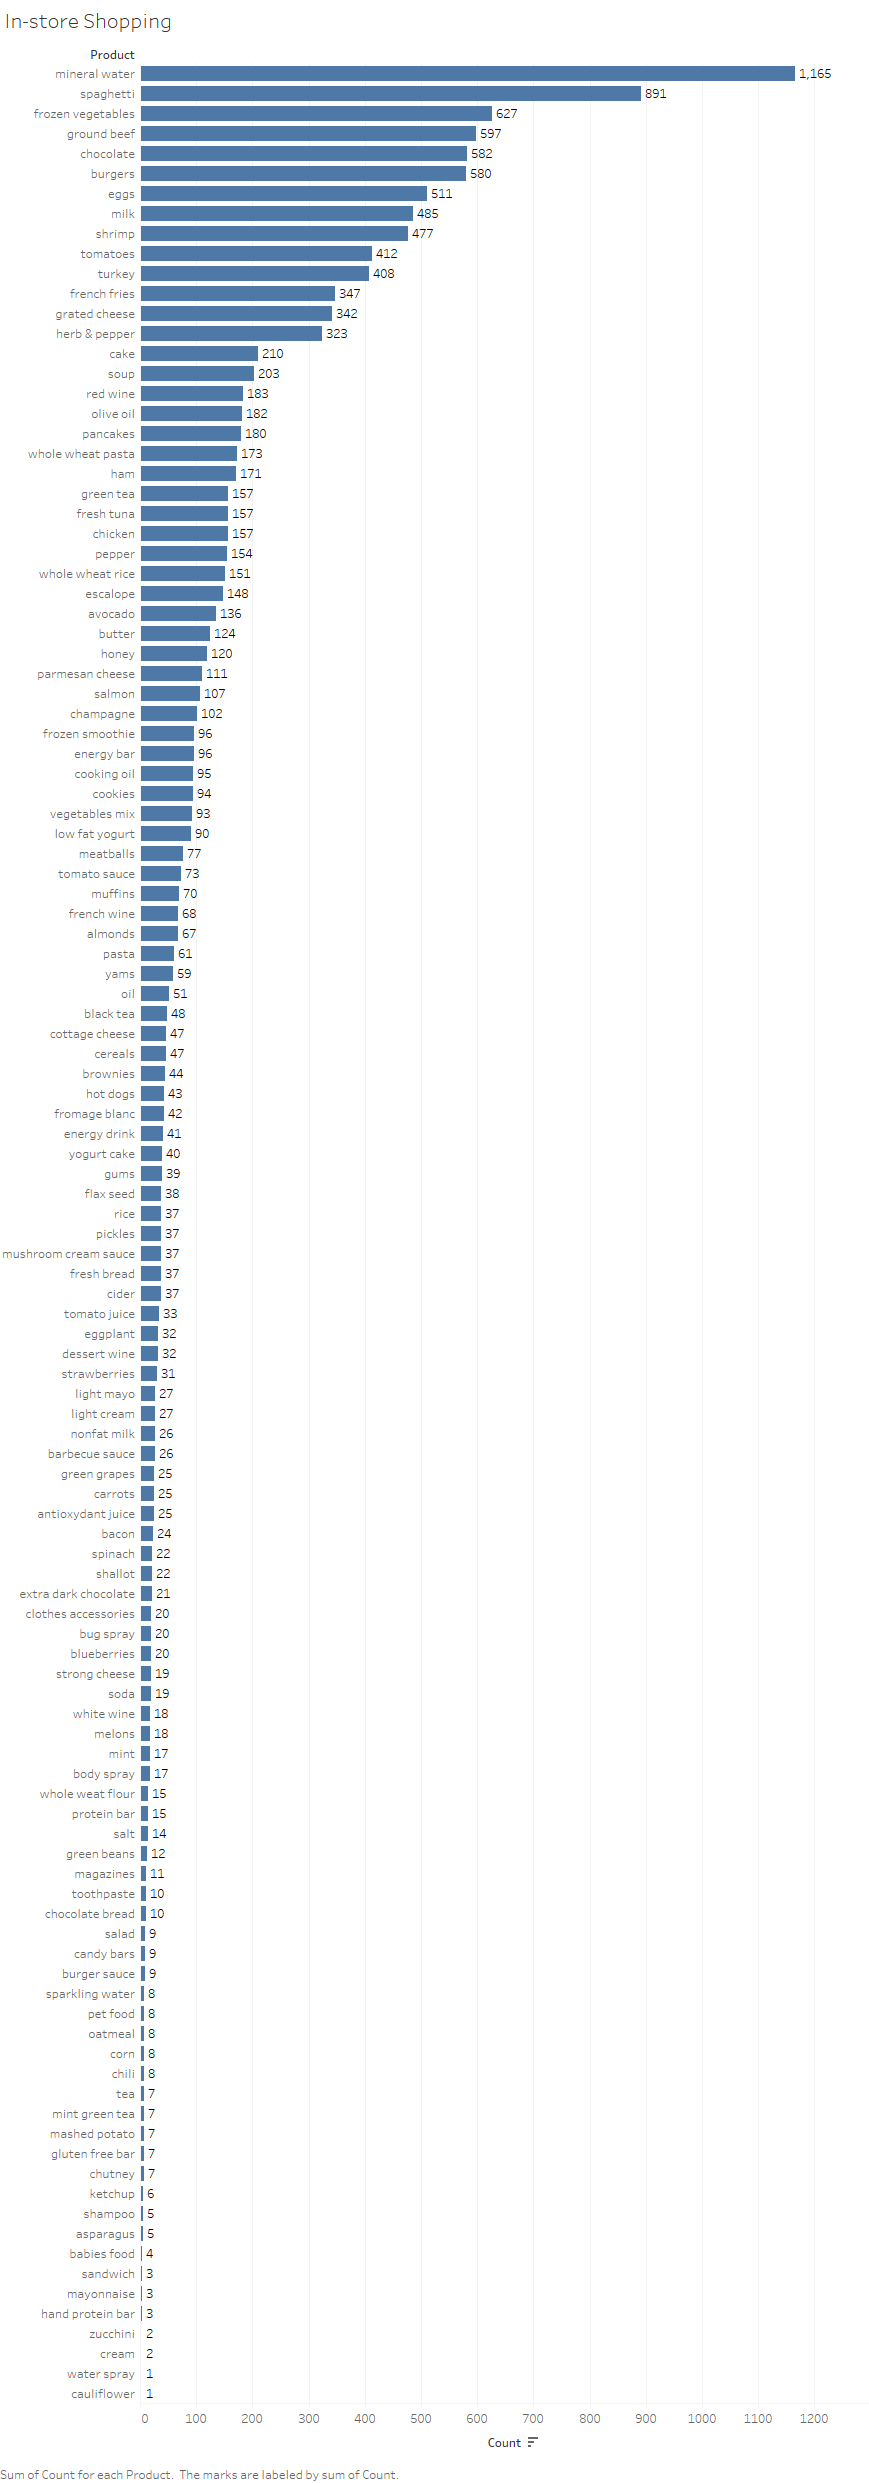 In-store Shopping
Product
mineral water 1,165
spaghetti 891
frozen vegetables 627
ground beef 597
chocolate 582
burgers 580
eggs 511
milk 485
shrimp 477
tomatoes 412
turkey 408
french fries 347
grated cheese 342
herb & pepper 323
cake 210
soup 203
red wine 183
olive oil 182
pancakes 180
whole wheat pasta 173
ham 171
green tea 157
fresh tuna 157
chicken 157
pepper 154
whole wheat rice 151
escalope 148
avocado 136
butter 124
honey 120
parmesan cheese 111
salmon 107
champagne 102
frozen smoothie 96
energy bar 96
cooking oil 95
cookies 94
vegetables mix 93
low fat yogurt 90
meatballs 77
tomato sauce 73
muffins 70
french wine 68
almonds 67
pasta 61
yams 59
oil 51
black tea 48
cottage cheese 47
cereals 47
brownies 44
hot dogs 43
fromage blanc 42
energy drink 41
yogurt cake 40
gums 39
flax seed 38
rice 37
pickles 37
mushroom cream sauce 37
fresh bread 37
cider 37
tomato juice 33
eggplant 32
dessert wine 32
strawberries 31
light mayo 27
light cream 27
nonfat milk 26
barbecue sauce 26
green grapes 25
carrots 25
antioxydant juice 25
bacon 24
spinach 22
shallot 22
extra dark chocolate 21
clothes accessories 20
bug spray 20
blueberries 20
strong cheese 19
soda 19
white wine 18
melons 18
mint 17
body spray 17
whole weat flour 15
protein bar 15
salt 14
green beans 12
magazines 11
toothpaste 10
chocolate bread 10
salad 9
candy bars 9
burger sauce 9
sparkling water 8
pet food 8
oatmeal 8
corn 8
chili 8
tea 7
mint green tea 7
mashed potato 7
gluten free bar 7
chutney 7
ketchup 6
shampoo 5
asparagus 5
babies food 4
sandwich 3
mayonnaise 3
hand protein bar 3
zucchini 2
cream 2
water spray 1
cauliflower 1
0 100 200 300 400 500 600 700 800 900 1000 1100 1200
Count
Sum of Count for each Product. The marks are labeled by sum of Count.